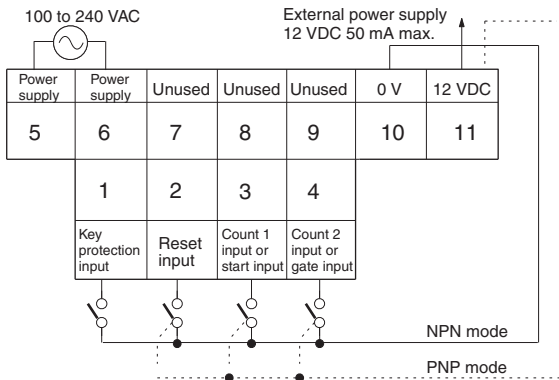 100 to 240 VAC
External power supply
12 VDC 50 mA max.
Power supply
Power supply
Unused
Unused
Unused
0 V
12 VDC
5
6
7
8
9
10
11
1
2
3
4
Key
protection
input
Reset
input
Count 1
input or
start input
Count 2
input or
gate input
NPN mode
PNP mode